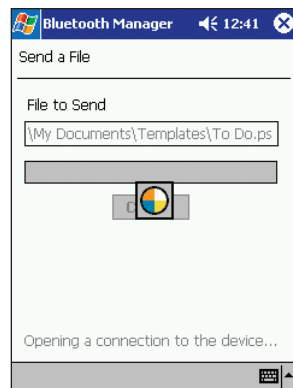 Bluetooth Manager 12:41
Send a File
File to Send
\My Documents\Templates\To Do.ps
Opening a connection to the device...